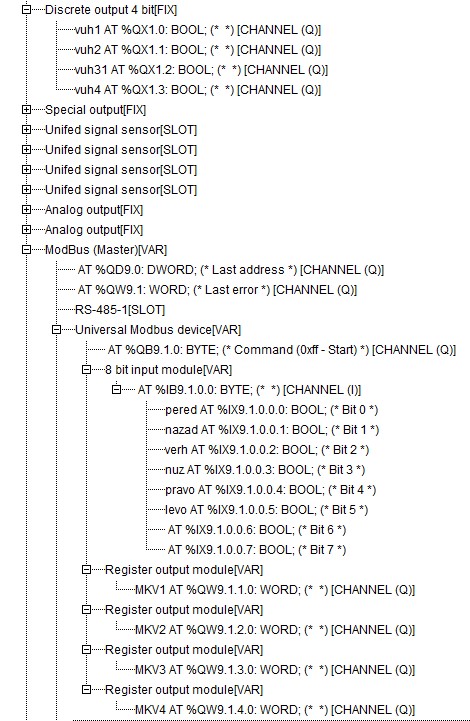 Discrete output 4 bit[FIX]
vuh1 AT %QX1.0: BOOL; (* *) [CHANNEL (Q)]
vuh2 AT %QX1.1: BOOL; (* *) [CHANNEL (Q)]
vuh31 AT %QX1.2: BOOL; (* *) [CHANNEL (Q)]
vuh4 AT %QX1.3: BOOL; (* *) [CHANNEL (Q)]
Special output[FIX]
Unifed signal sensor[SLOT]
Unifed signal sensor[SLOT]
Unifed signal sensor[SLOT]
Unifed signal sensor[SLOT]
Analog output[FIX]
Analog output[FIX]
ModBus (Master)[VAR]
AT %QD9.0: DWORD; (* Last address *) [CHANNEL (Q)]
AT %QW9.1: WORD; (* Last error *) [CHANNEL (Q)]
RS-485-1[SLOT]
Universal Modbus device[VAR]
AT %QB9.1.0: BYTE; (* Command (0xff - Start) *) [CHANNEL (Q)]
8 bit input module[VAR]
AT %IB9.1.0.0: BYTE; (* *) [CHANNEL (I)]
pered AT %IX9.1.0.0.0: BOOL; (* Bit 0 *)
nazad AT %IX9.1.0.0.1: BOOL; (* Bit 1 *)
verh AT %IX9.1.0.0.2: BOOL; (* Bit 2 *)
nuz AT %IX9.1.0.0.3: BOOL; (* Bit 3 *)
pravo AT %IX9.1.0.0.4: BOOL; (* Bit 4 *)
levo AT %IX9.1.0.0.5: BOOL; (* Bit 5 *)
AT %IX9.1.0.0.6: BOOL; (* Bit 6 *)
AT %IX9.1.0.0.7: BOOL; (* Bit 7 *)
Register output module[VAR]
MKV1 AT %QW9.1.1.0: WORD; (* *) [CHANNEL (Q)]
Register output module[VAR]
MKV2 AT %QW9.1.2.0: WORD; (* *) [CHANNEL (Q)]
Register output module[VAR]
MKV3 AT %QW9.1.3.0: WORD; (* *) [CHANNEL (Q)]
Register output module[VAR]
MKV4 AT %QW9.1.4.0: WORD; (* *) [CHANNEL (Q)]